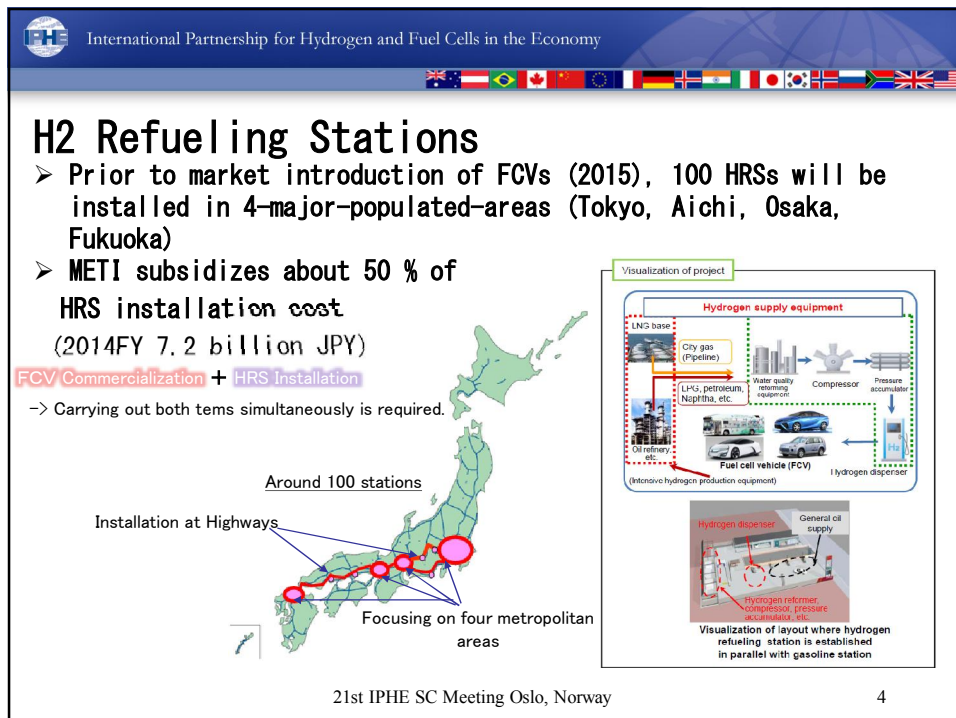 IPHE
International Partnership for Hydrogen and Fuel Cells in the Economy
H2 Refueling Stations
➢ Prior to market introduction of FCVs (2015), 100 HRSs will be
installed in 4-major-populated-areas (Tokyo, Aichi, Osaka,
Fukuoka)
➢ METI subsidizes about 50 % of
HRS installation cost
(2014FY 7.2 billion JPY)
FCV Commercialization + HRS Installation
-> Carrying out both tems simultaneously is required.
Around 100 stations
Installation at Highways
Focusing on four metropolitan
areas
Visualization of project
Hydrogen supply equipment
LNG base
City gas
(Pipeline)
LPG, petroleum,
Naphtha, etc.
Oil refinery,
etc.
(Intensive hydrogen production equipment)
Water quality
reforming
equipment
Compressor
Pressure
accumulator
H2
Hydrogen dispenser
Fuel cell vehicle (FCV)
Hydrogen dispenser
General oil
supply
Hydrogen reformer,
compressor, pressure
accumulator, etc.
Visualization of layout where hydrogen
refueling station is established
in parallel with gasoline station
21st IPHE SC Meeting Oslo, Norway
4